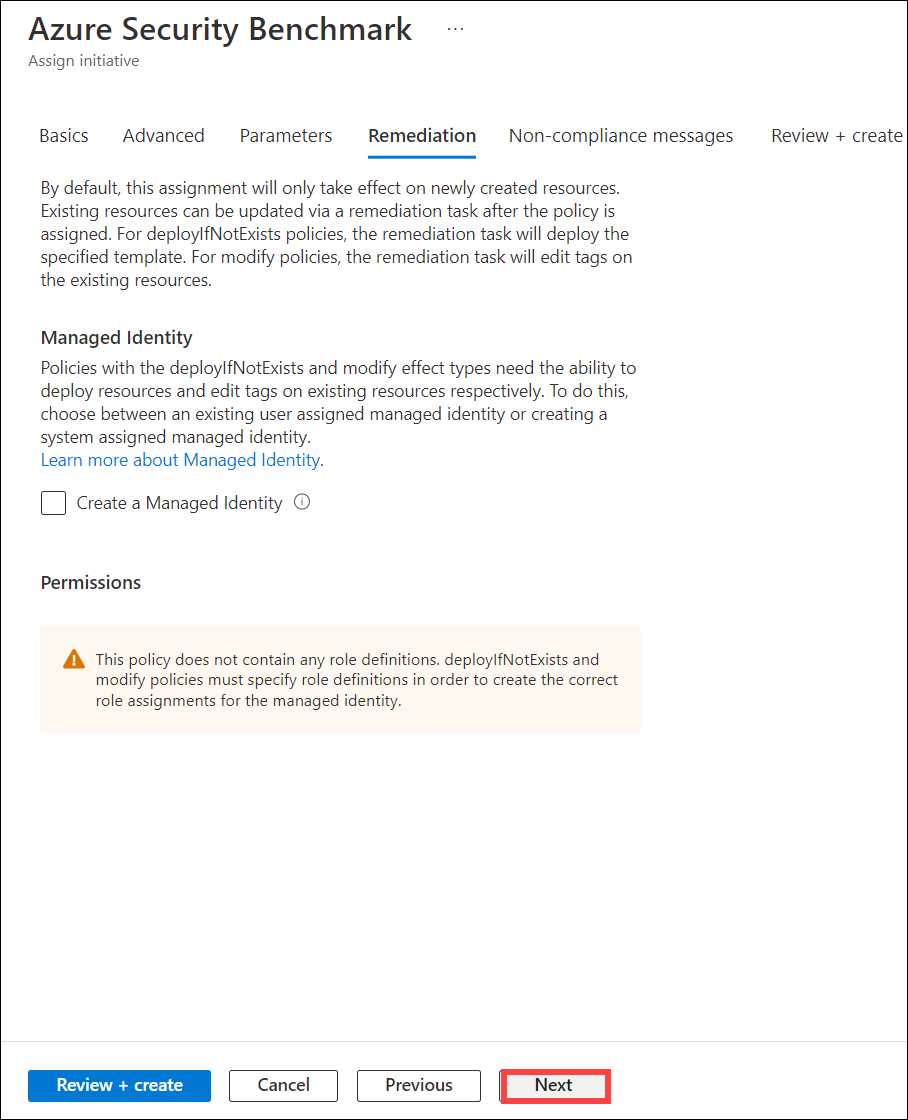 Azure Security Benchmark ...
Assign initiative
Basics Advanced Parameters Remediation Non-compliance messages Review + create
By default, this assignment will only take effect on newly created resources.
Existing resources can be updated via a remediation task after the policy is
assigned. For deployIfNotExists policies, the remediation task will deploy the
specified template. For modify policies, the remediation task will edit tags on
the existing resources.
Managed Identity
Policies with the deployIfNotExists and modify effect types need the ability to
deploy resources and edit tags on existing resources respectively. To do this,
choose between an existing user assigned managed identity or creating a
system assigned managed identity.
Learn more about Managed Identity.
Create a Managed Identity
Permissions
This policy does not contain any role definitions. deployIfNotExists and
modify policies must specify role definitions in order to create the correct
role assignments for the managed identity.
Review + create Cancel Previous Next